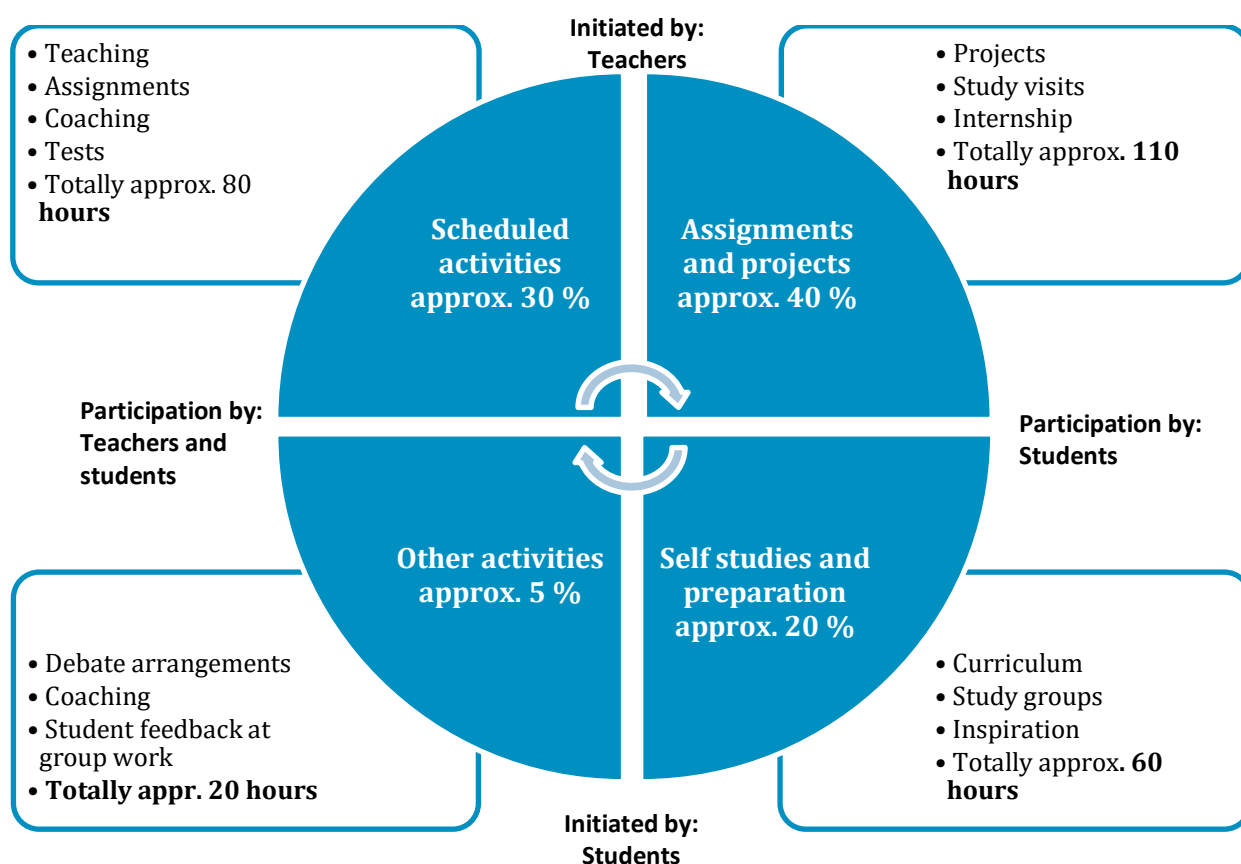 Initiated by:
Teachers
• Teaching
• Assignments
• Coaching
• Tests
• Totally approx. 80
hours
• Projects
• Study visits
• Internship
• Totally approx. 110
hours
Scheduled
activities
approx. 30 %
Assignments
and projects
approx. 40 %
Participation by:
Teachers and
students
Participation by:
Students
Other activities
approx. 5 %
Self studies and
preparation
approx. 20 %
• Debate arrangements
• Coaching
• Student feedback at
group work
• Totally appr. 20 hours
• Curriculum
• Study groups
• Inspiration
• Totally approx. 60
hours
Initiated by:
Students